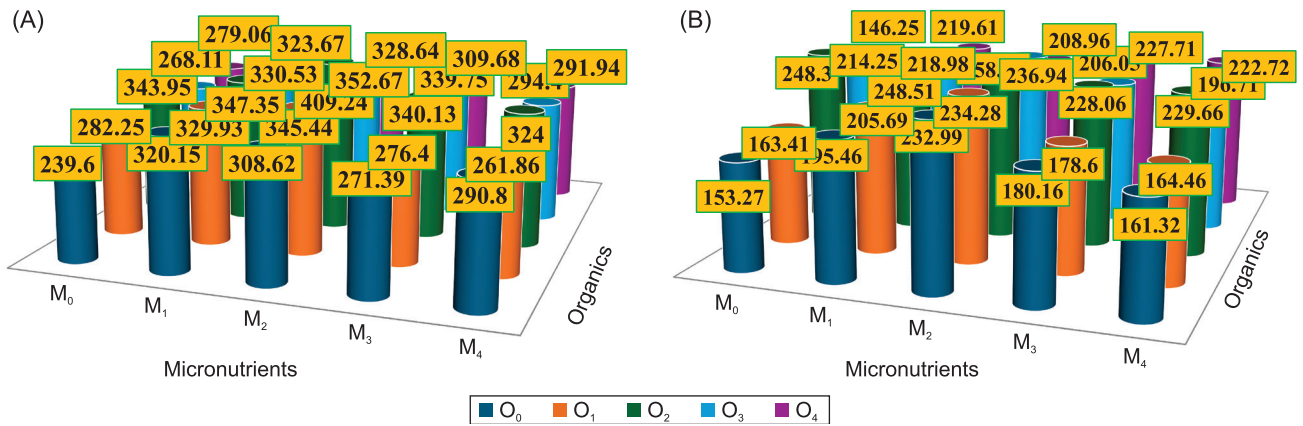 (A)
279.06
268.11
323.67
328.64
309.68
291.94
343.95
330.53
352.67
339.75
282.25
347.35
409.24
340.13
324
239.6
329.93
345.44
276.4
261.86
320.15
308.62
271.39
290.8
M₀
M₁
M₂
M₃
M₄
Micronutrients
Organics
(B)
146.25
219.61
208.96
227.71
222.72
248.3
214.25
218.98
236.94
206.05
196.71
163.41
205.69
248.51
234.28
228.06
229.66
153.27
195.46
232.99
178.6
164.46
180.16
161.32
M₀
M₁
M₂
M₃
M₄
Micronutrients
Organics
O₀ O₁ O₂ O₃ O₄